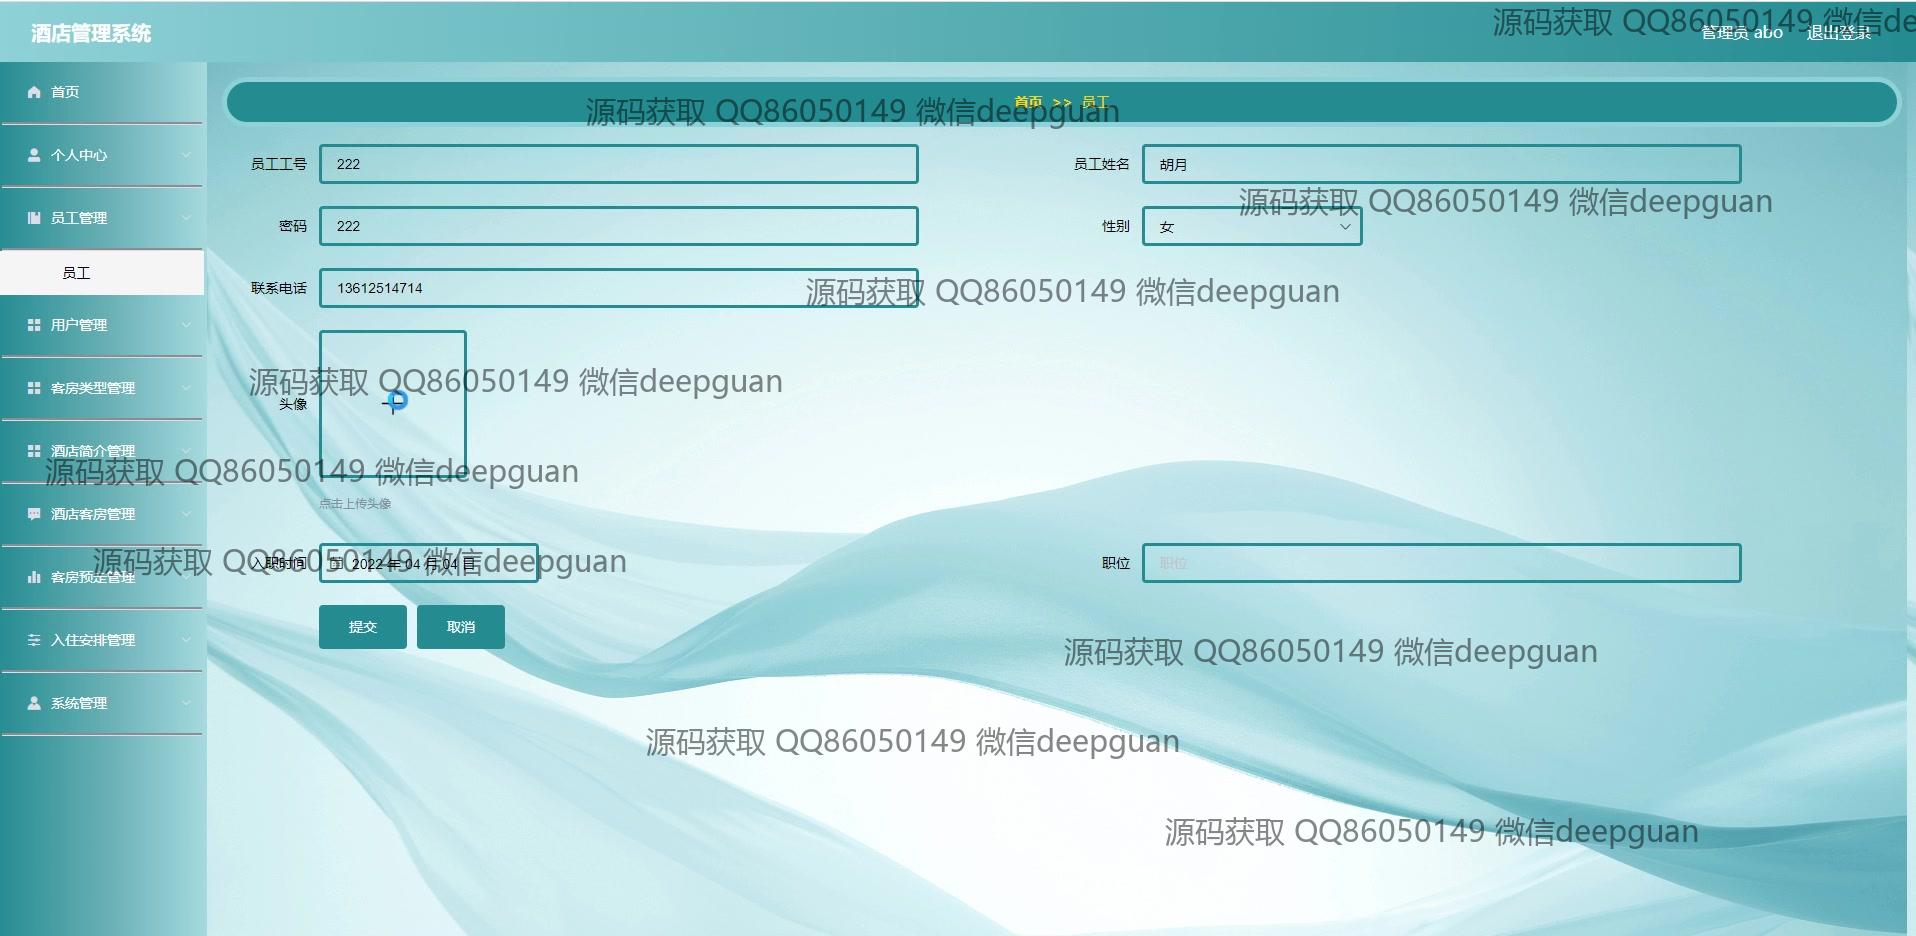 酒店管理系统
源码获取 QQ86050149 微信de
管理员 abo
退出登录
首页
个人中心
员工管理
员工
用户管理
客房类型管理
酒店简介管理
酒店客房管理
客房预定管理
入住安排管理
系统管理
首页 >> 员工
源码获取 QQ86050149 微信deepguan
员工工号 222
员工姓名 胡月
源码获取 QQ86050149 微信deepguan
密码 222
性别 女
联系电话 13612514714
源码获取 QQ86050149 微信deepguan
源码获取 QQ86050149 微信deepguan
头像
源码获取 QQ86050149 微信deepguan
点击上传头像
源码获取 QQ86050149 微信deepguan
入职时间 2022 年 04 月 04 日
职位 职位
提交 取消
源码获取 QQ86050149 微信deepguan
源码获取 QQ86050149 微信deepguan
源码获取 QQ86050149 微信deepguan